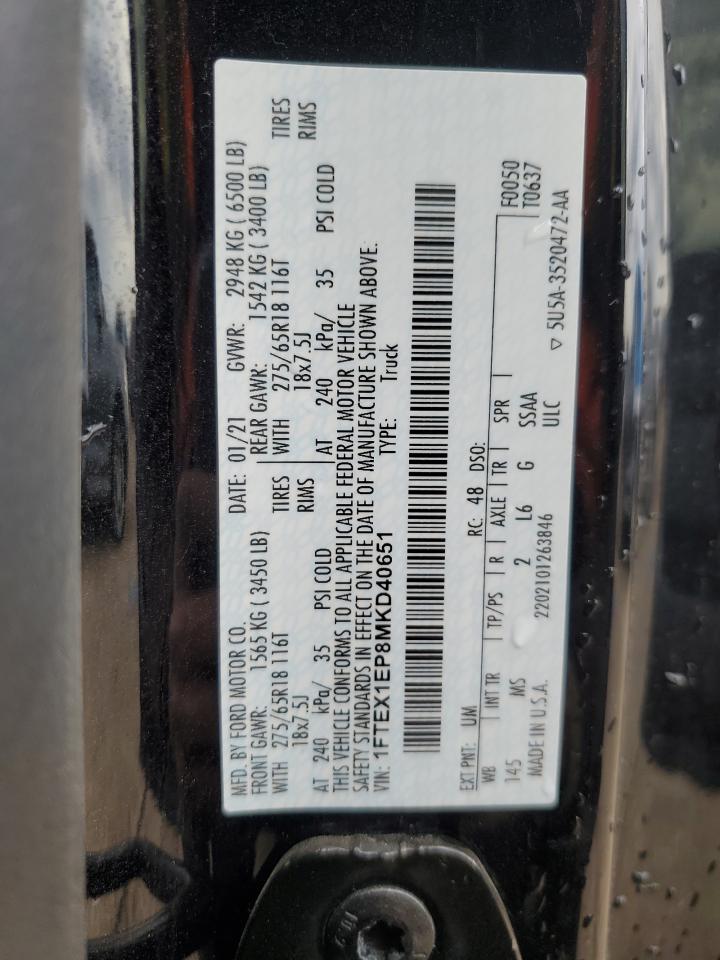 MFD. BY FORD MOTOR CO. DATE: 01/21 GVWR: 2948 KG ( 6500 LB)
FRONT GAWR: 1565 KG ( 3450 LB) REAR GAWR: 1542 KG ( 3400 LB)
WITH 275/65R18 116T TIRES WITH 275/65R18 116T TIRES
18x7.5J RIMS 18x7.5J RIMS
AT 240 kPa/ 35 PSI COLD AT 240 kPa/ 35 PSI COLD
THIS VEHICLE CONFORMS TO ALL APPLICABLE FEDERAL MOTOR VEHICLE
SAFETY STANDARDS IN EFFECT ON THE DATE OF MANUFACTURE SHOWN ABOVE.
VIN: 1FTEX1EP8MKD40651 TYPE: Truck
EXT PNT: UM RC: 48 DSO:
WB INT TR TP/PS R AXLE TR SPR F0050
145 MS 2 L6 G SSAA T0637
MADE IN U.S.A. 2202101263846 ULC ▽ 5U5A-3520472-AA